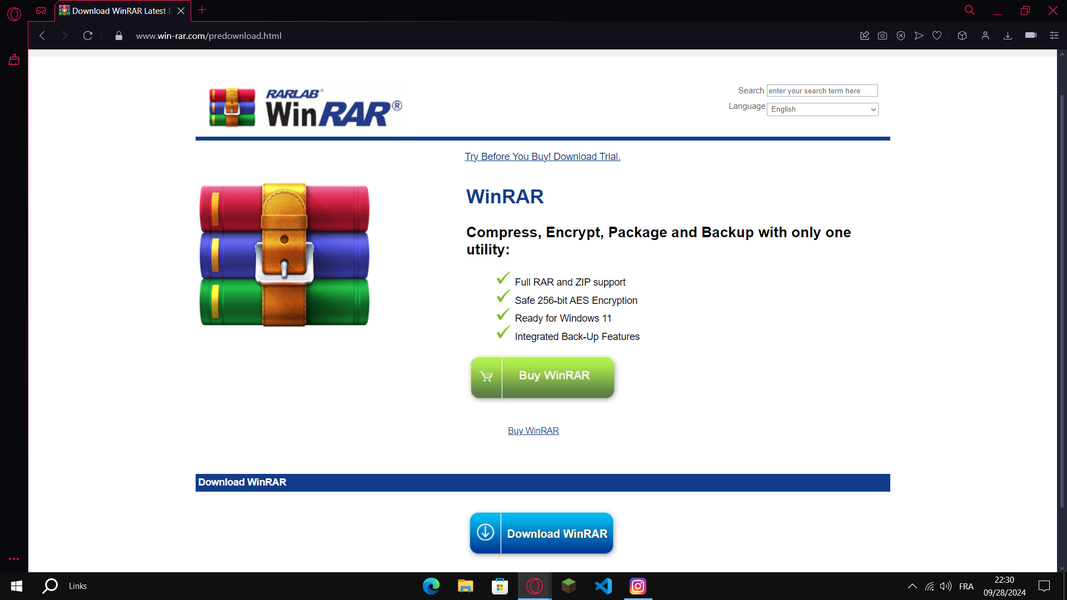 Download WinRAR Latest
www.win-rar.com/predownload.html
RARLAB®
WinRAR®
Search enter your search term here
Language English
Try Before You Buy! Download Trial.
WinRAR
Compress, Encrypt, Package and Backup with only one
utility:
Full RAR and ZIP support
Safe 256-bit AES Encryption
Ready for Windows 11
Integrated Back-Up Features
Buy WinRAR
Buy WinRAR
Download WinRAR
Download WinRAR
Links
FRA
22:30
09/28/2024